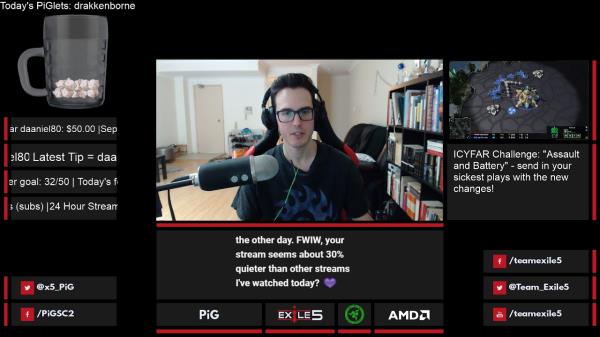 Today's PiGlets: drakkenborne
ar daaniel80: $50.00 |Sep
el80 Latest Tip = daa
er goal: 32/50 | Today's f
s (subs) |24 Hour Stream
ICYFAR Challenge: "Assault
and Battery" - send in your
sickest plays with the new
changes!
the other day. FWIW, your
stream seems about 30%
quieter than other streams
I've watched today?
@x5_PiG
/PiGSC2
PiG
EXILE5
AMD
/teamexile5
@Team_Exile5
/teamexile5